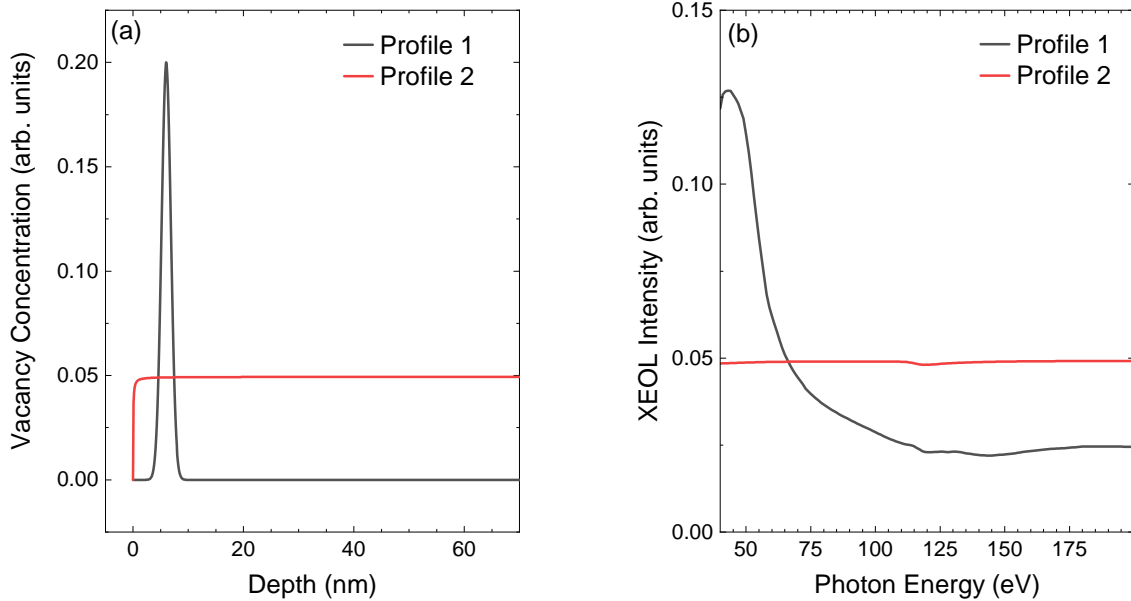 (a)
Profile 1
Profile 2
0.20
0.15
0.10
0.05
0.00
Vacancy Concentration (arb. units)
0
20
40
60
Depth (nm)
(b)
Profile 1
Profile 2
0.15
0.10
0.05
0.00
XEOL Intensity (arb. units)
50
75
100
125
150
175
Photon Energy (eV)